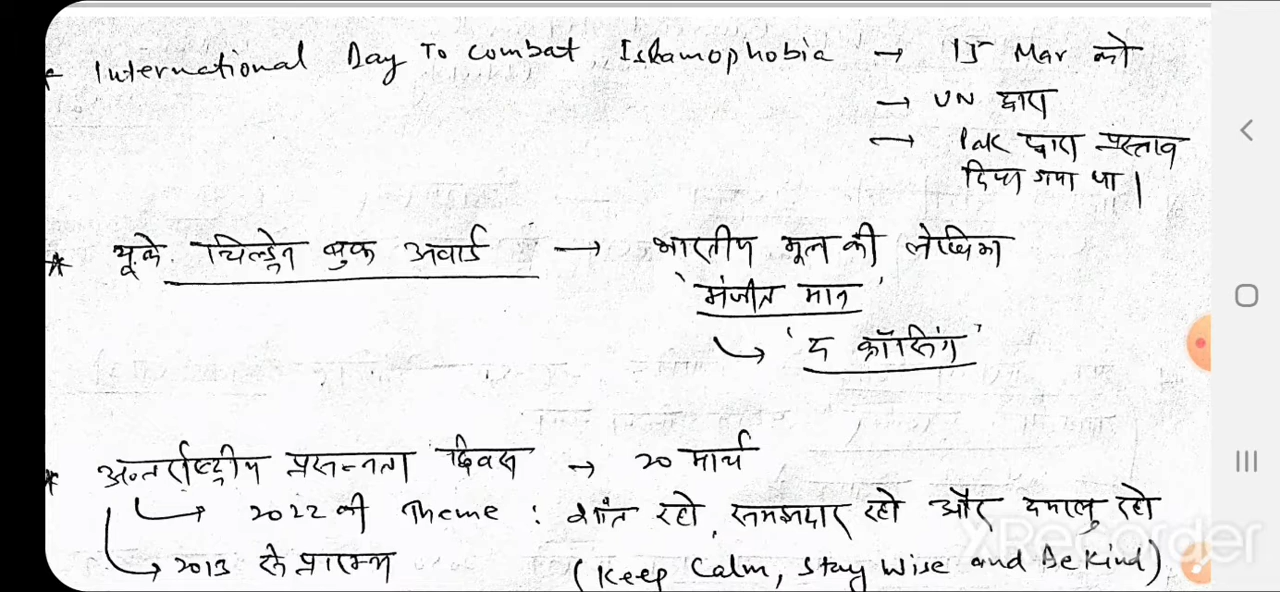 * International Day To Combat Islamophobia → 15 Mar को
→ UN द्वारा
→ Pak द्वारा प्रस्ताव
दिया गया था।
* यू.के. चिल्ड्रेन बुक अवार्ड → भारतीय मूल की लेखिका
'मंजीत मान'
↳ 'द क्रॉसिंग'
* अन्तर्राष्ट्रीय प्रसन्नता दिवस → 20 मार्च
↳ 2022 की Theme : शांत रहो, समझदार रहो और दयालु रहो
↳ 2013 से प्रारम्भ (Keep Calm, Stay Wise and Be Kind)
XRecorder